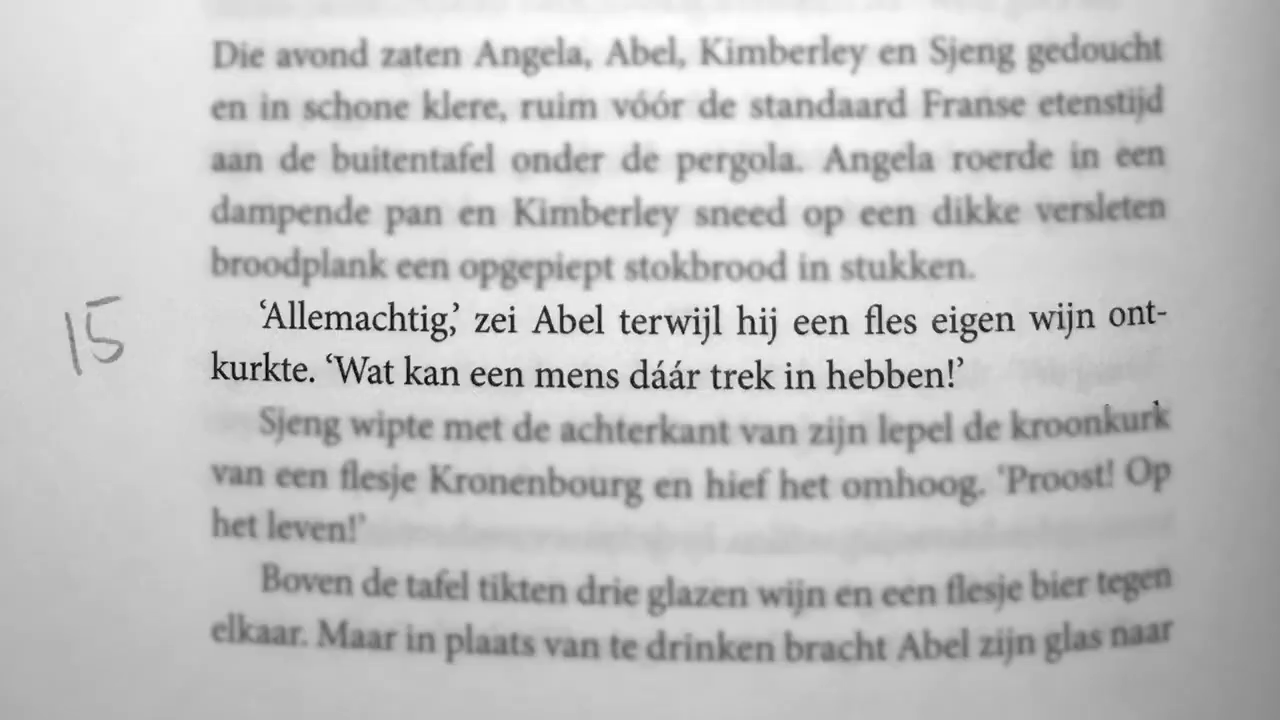 Die avond zaten Angela, Abel, Kimberley en Sjeng gedoucht
en in schone klere, ruim vóór de standaard Franse etenstijd
aan de buitentafel onder de pergola. Angela roerde in een
dampende pan en Kimberley sneed op een dikke versleten
broodplank een opgepiept stokbrood in stukken.
15
‘Allemachtig,’ zei Abel terwijl hij een fles eigen wijn ont-
kurkte. ‘Wat kan een mens dáár trek in hebben!’
Sjeng wipte met de achterkant van zijn lepel de kroonkurk
van een flesje Kronenbourg en hief het omhoog. ‘Proost! Op
het leven!’
Boven de tafel tikten drie glazen wijn en een flesje bier tegen
elkaar. Maar in plaats van te drinken bracht Abel zijn glas naar